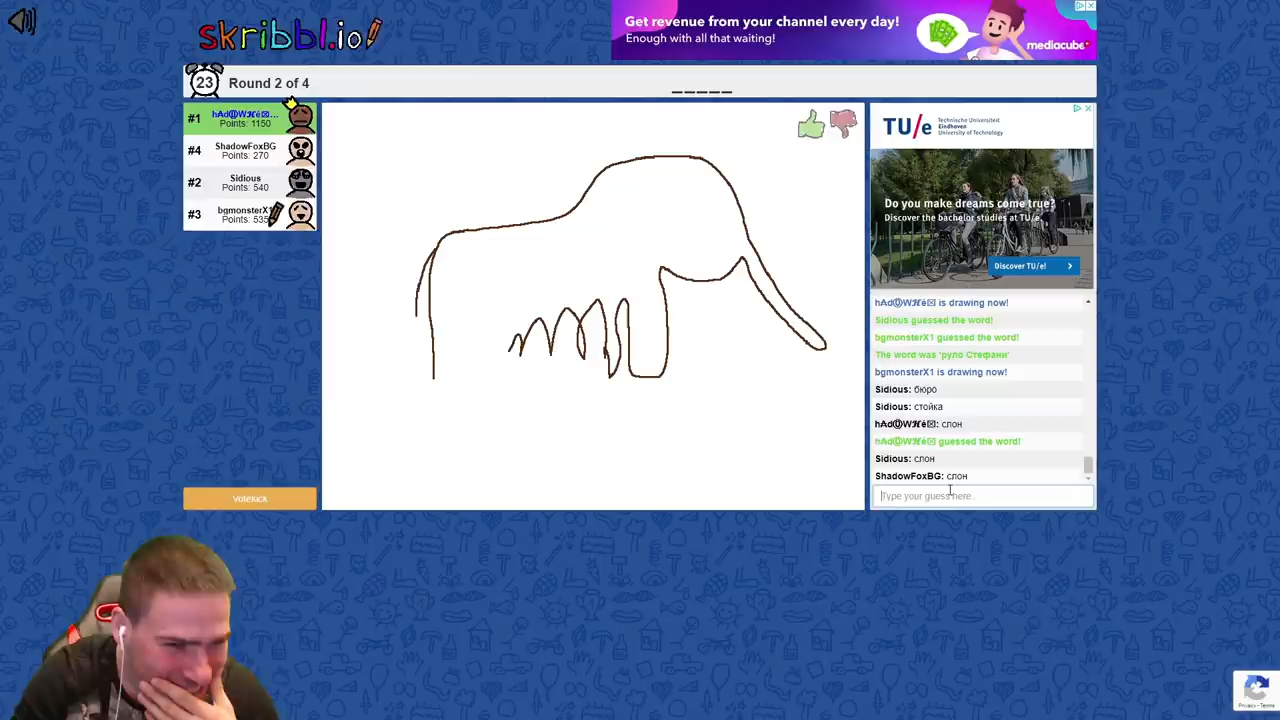 skribbl.io
Get revenue from your channel every day!
Enough with all that waiting!
mediacube
23
Round 2 of 4
_ _ _ _ _
#1
Points: 1150
ShadowFoxBG
#4
Points: 270
Sidious
#2
Points: 540
bgmonsterX1
#3
Points: 535
Votekick
TU/e
Technische Universiteit
Eindhoven
University of Technology
Do you make dreams come true?
Discover the bachelor studies at TU/e.
Discover TU/e!
is drawing now!
Sidious guessed the word!
bgmonsterX1 guessed the word!
The word was 'руло Стефани'
bgmonsterX1 is drawing now!
Sidious: бюро
Sidious: стойка
: слон
guessed the word!
Sidious: слон
ShadowFoxBG: слон
Type your guess here...
Privacy - Terms